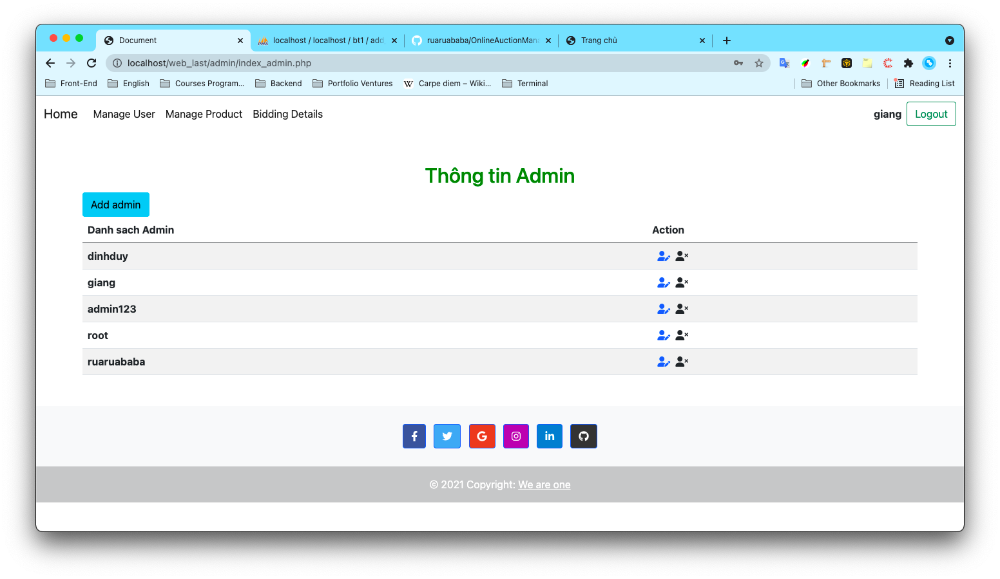 Document
localhost / localhost / bt1 / add
ruaruababa/OnlineAuctionMana
Trang chủ
localhost/web_last/admin/index_admin.php
Front-End
English
Courses Program...
Backend
Portfolio Ventures
W
Carpe diem – Wiki...
Terminal
Other Bookmarks
Reading List
Home
Manage User
Manage Product
Bidding Details
giang
Logout
Thông tin Admin
Add admin
Danh sach Admin
Action
dinhduy
giang
admin123
root
ruaruababa
© 2021 Copyright: We are one